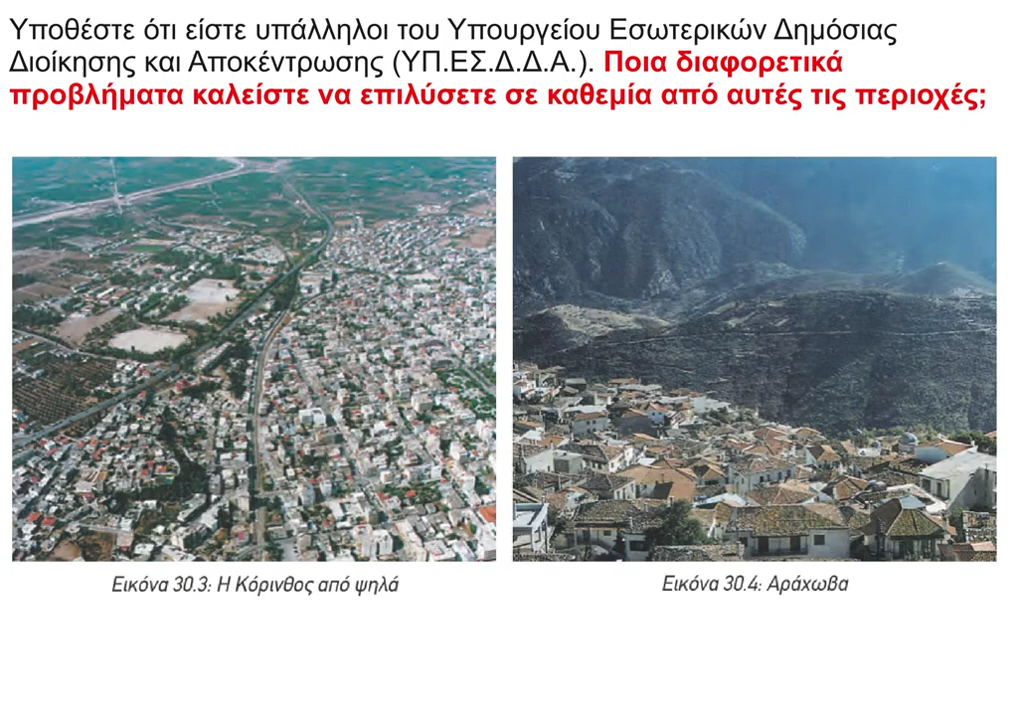 Υποθέστε ότι είστε υπάλληλοι του Υπουργείου Εσωτερικών Δημόσιας
Διοίκησης και Αποκέντρωσης (ΥΠ.ΕΣ.Δ.Δ.Α.). Ποια διαφορετικά
προβλήματα καλείστε να επιλύσετε σε καθεμία από αυτές τις περιοχές;
Εικόνα 30.3: Η Κόρινθος από ψηλά
Εικόνα 30.4: Αράχωβα